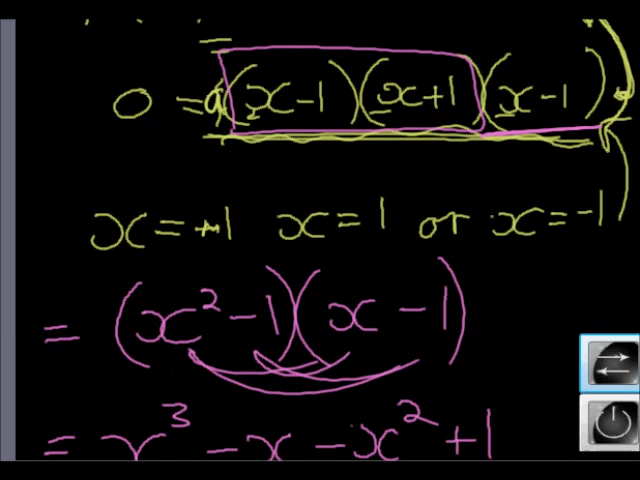 0 = a(x-1)(x+1)(x-1)
x = +1 x = 1 or x = -1
= (x² - 1)(x - 1)
= x³ - x - x² + 1